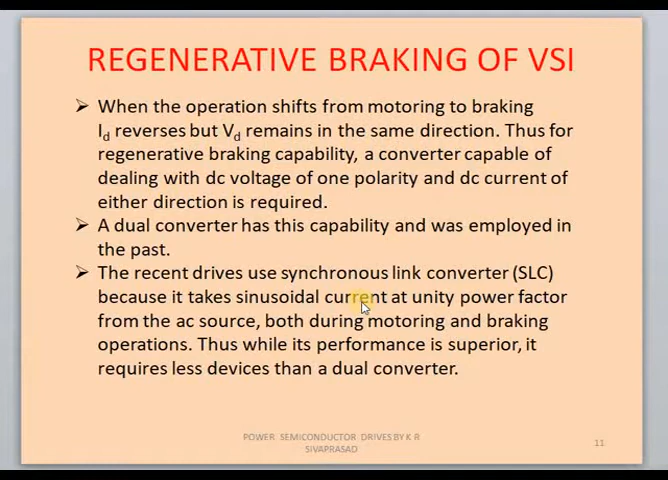 REGENERATIVE BRAKING OF VSI
➢ When the operation shifts from motoring to braking
Id reverses but Vd remains in the same direction. Thus for
regenerative braking capability, a converter capable of
dealing with dc voltage of one polarity and dc current of
either direction is required.
➢ A dual converter has this capability and was employed in
the past.
➢ The recent drives use synchronous link converter (SLC)
because it takes sinusoidal current at unity power factor
from the ac source, both during motoring and braking
operations. Thus while its performance is superior, it
requires less devices than a dual converter.
POWER SEMICONDUCTOR DRIVES BY K R
SIVAPRASAD
11